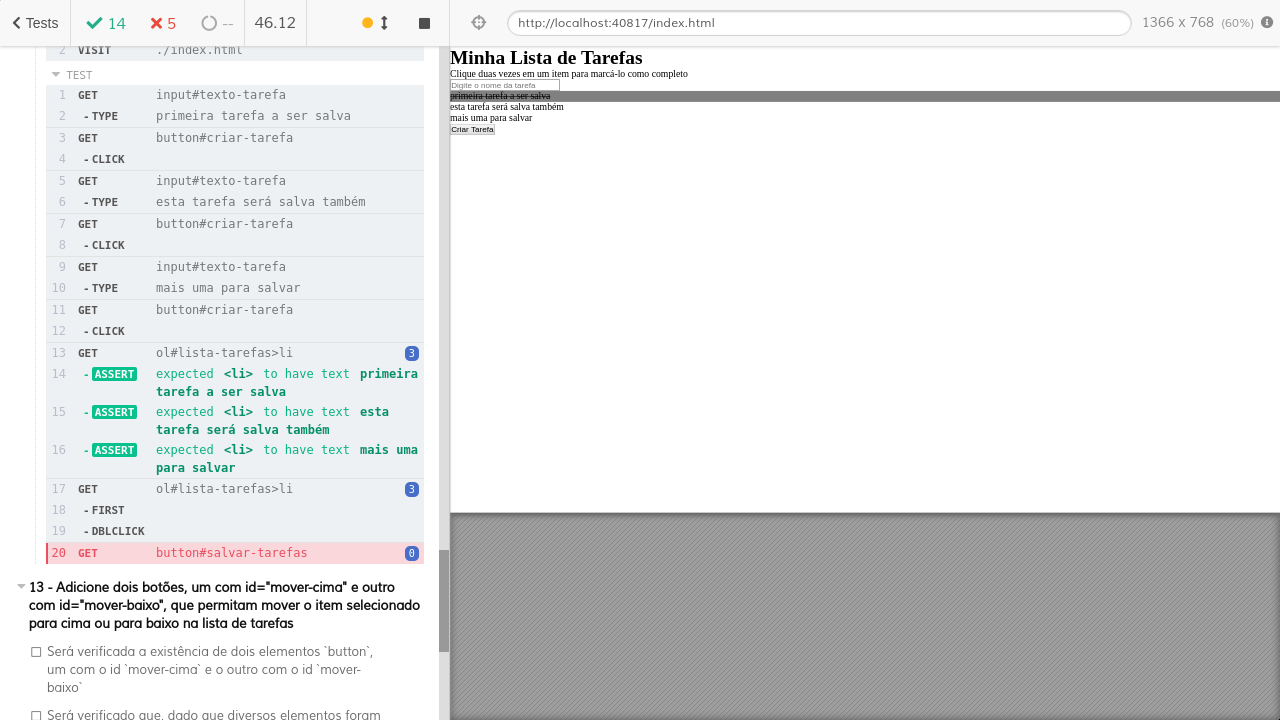 Tests 14 5 -- 46.12 http://localhost:40817/index.html 1366 x 768 (60%)
2 VISIT ./index.html
TEST
1 GET input#texto-tarefa
2 - TYPE primeira tarefa a ser salva
3 GET button#criar-tarefa
4 - CLICK
5 GET input#texto-tarefa
6 - TYPE esta tarefa será salva também
7 GET button#criar-tarefa
8 - CLICK
9 GET input#texto-tarefa
10 - TYPE mais uma para salvar
11 GET button#criar-tarefa
12 - CLICK
13 GET ol#lista-tarefas>li 3
14 - ASSERT expected <li> to have text primeira
tarefa a ser salva
15 - ASSERT expected <li> to have text esta
tarefa será salva também
16 - ASSERT expected <li> to have text mais uma
para salvar
17 GET ol#lista-tarefas>li 3
18 - FIRST
19 - DBLCLICK
20 GET button#salvar-tarefas 0
13 - Adicione dois botões, um com id="mover-cima" e outro
com id="mover-baixo", que permitam mover o item selecionado
para cima ou para baixo na lista de tarefas
Será verificada a existência de dois elementos `button`,
um com o id `mover-cima` e o outro com o id `mover-
baixo`
Será verificado que, dado que diversos elementos foram
Minha Lista de Tarefas
Clique duas vezes em um item para marcá-lo como completo
Digite o nome da tarefa
primeira tarefa a ser salva
esta tarefa será salva também
mais uma para salvar
Criar Tarefa